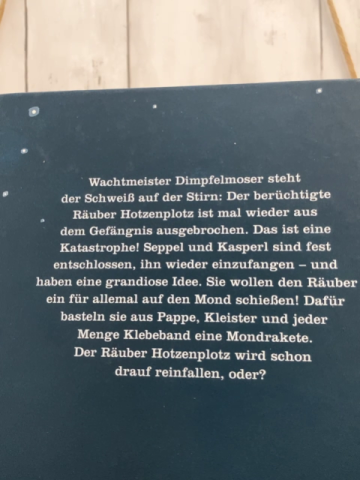 Wachtmeister Dimpfelmoser steht
der Schweiß auf der Stirn: Der berüchtigte
Räuber Hotzenplotz ist mal wieder aus
dem Gefängnis ausgebrochen. Das ist eine
Katastrophe! Seppel und Kasperl sind fest
entschlossen, ihn wieder einzufangen – und
haben eine grandiose Idee. Sie wollen den Räuber
ein für allemal auf den Mond schießen! Dafür
basteln sie aus Pappe, Kleister und jeder
Menge Klebeband eine Mondrakete.
Der Räuber Hotzenplotz wird schon
drauf reinfallen, oder?